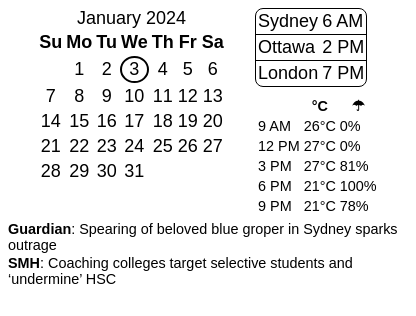 January 2024
Su Mo Tu We Th Fr Sa
1 2 3 4 5 6
7 8 9 10 11 12 13
14 15 16 17 18 19 20
21 22 23 24 25 26 27
28 29 30 31
Sydney 6 AM
Ottawa 2 PM
London 7 PM
°C ☂
9 AM 26°C 0%
12 PM 27°C 0%
3 PM 27°C 81%
6 PM 21°C 100%
9 PM 21°C 78%
Guardian: Spearing of beloved blue groper in Sydney sparks
outrage
SMH: Coaching colleges target selective students and
‘undermine’ HSC